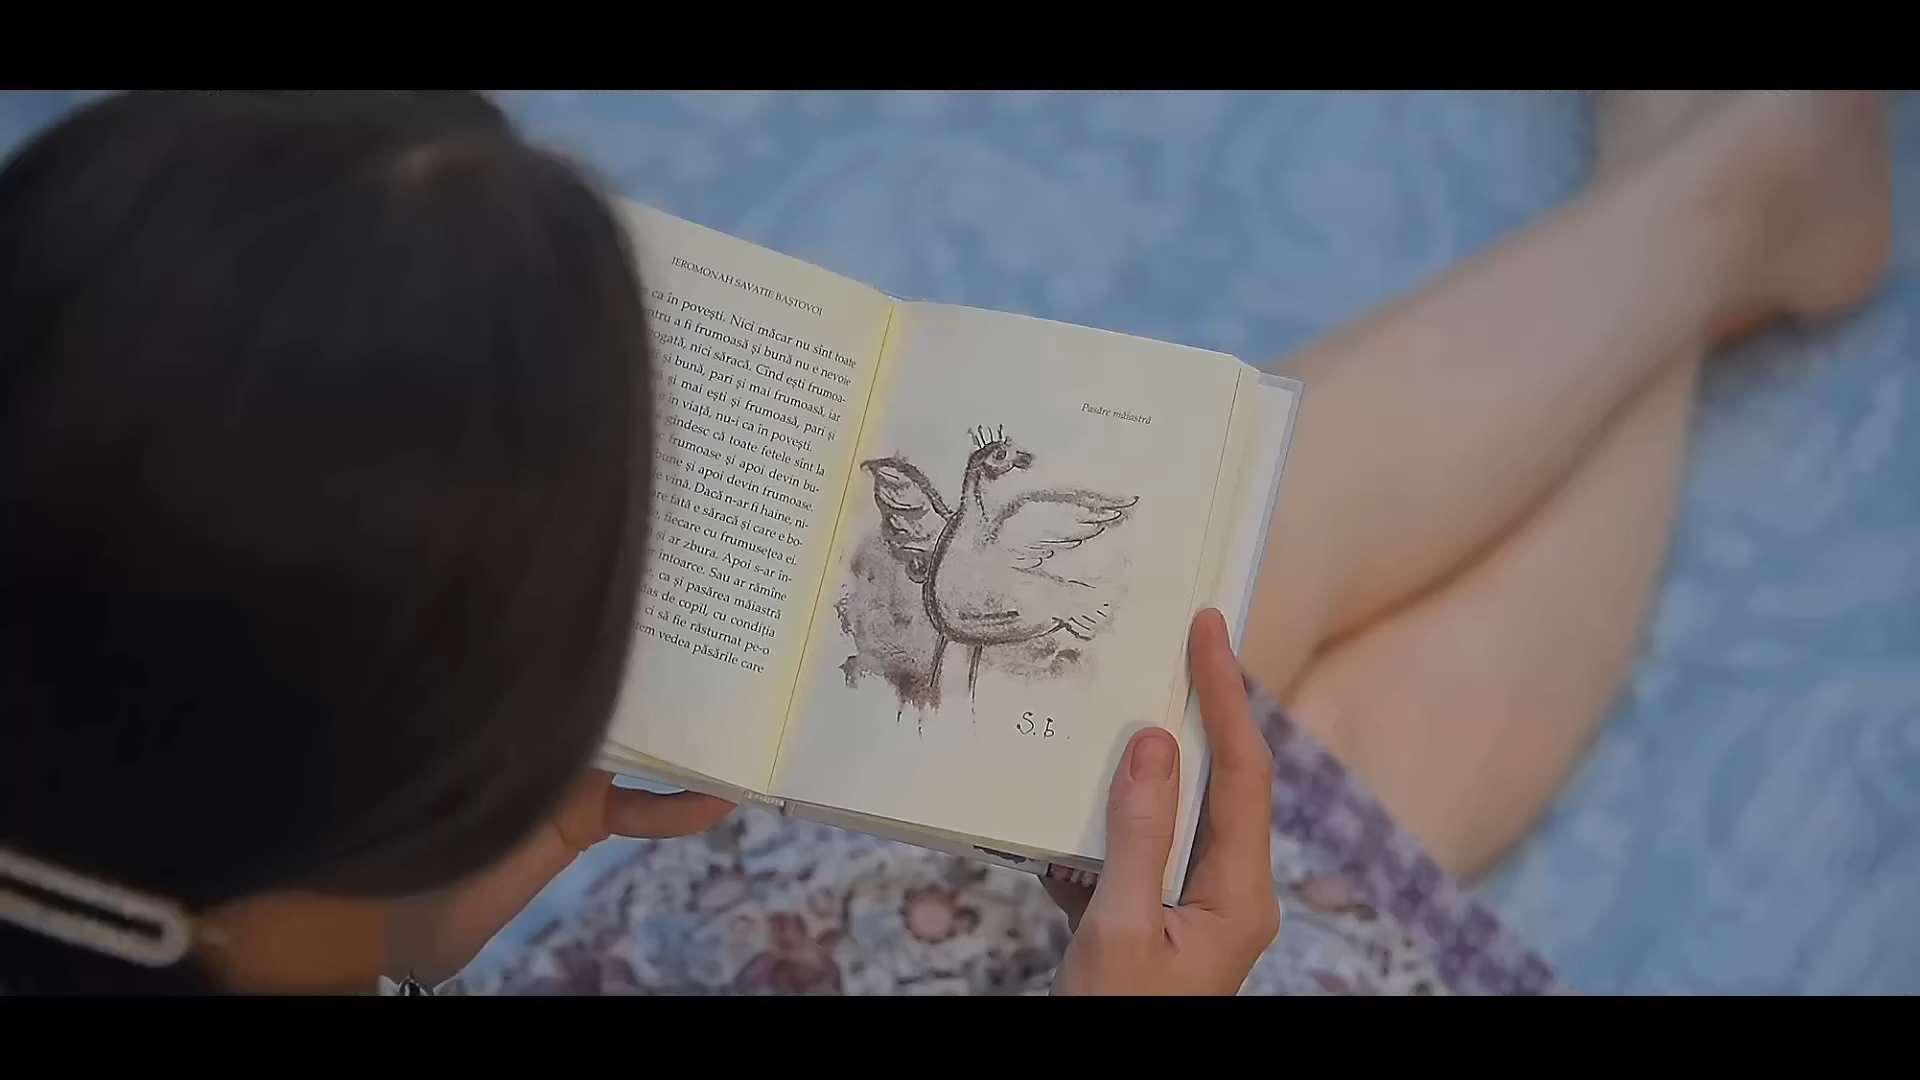 IEROMONAH SAVATIE BAȘTOVOI
ca în povești. Nici măcar nu sînt toate
a fi frumoasă și bună nu e nevoie
nici săracă. Cînd ești frumoa-
și bună, pari și mai frumoasă, iar
și mai ești și frumoasă, pari și
în viață, nu-i ca în povești.
gîndesc că toate fetele sînt la
frumoase și apoi devin bu-
și apoi devin frumoase.
vină. Dacă n-ar fi haine, ni-
fată e săracă și care e bo-
fiecare cu frumusețea ei.
și ar zbura. Apoi s-ar în-
întoarce. Sau ar rămîne
ca și pasărea măiastră
de copil, cu condiția
ci să fie răsturnat pe-o
vedea păsările care
Pasăre măiastră
S.B.